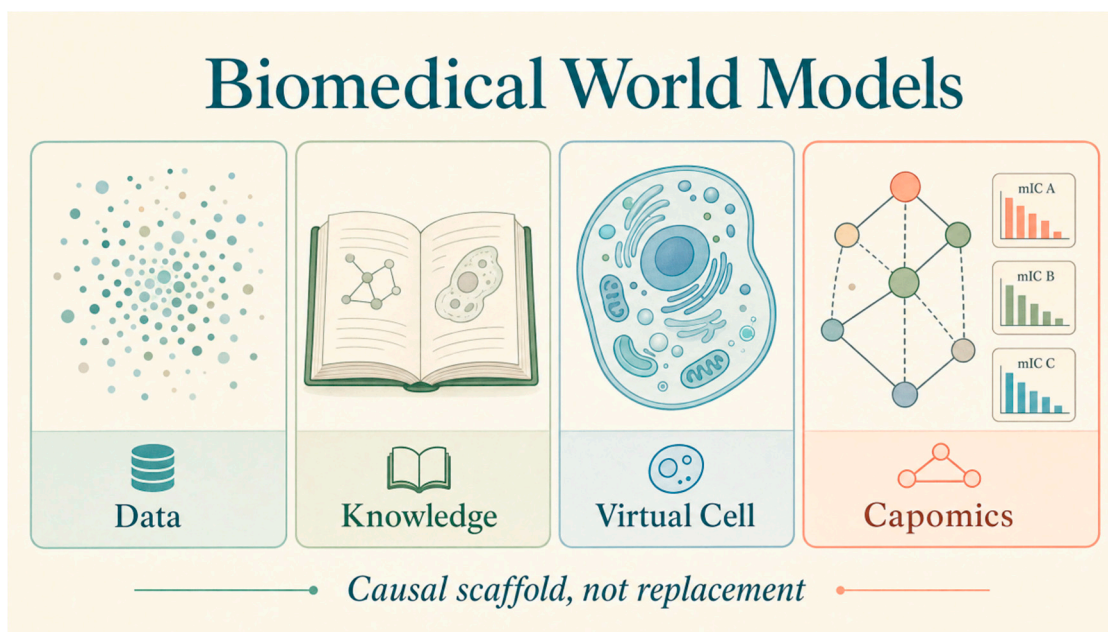 Biomedical World Models
mIC A
mIC B
mIC C
Data
Knowledge
Virtual Cell
Capomics
Causal scaffold, not replacement